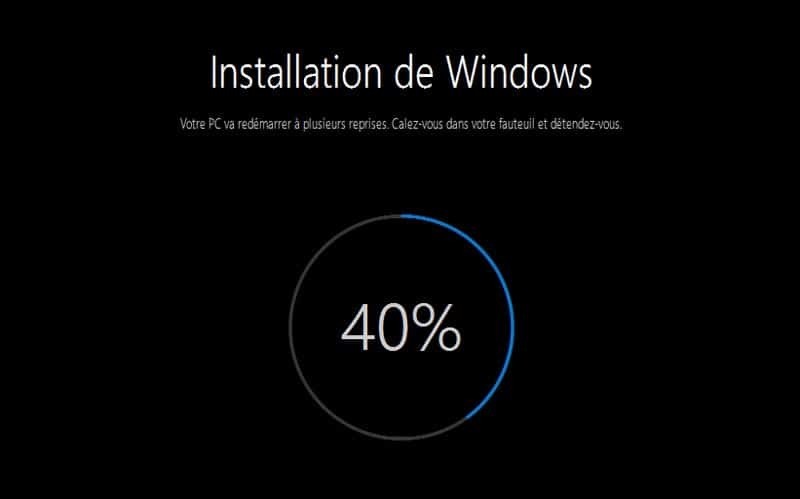 Installation de Windows
Votre PC va redémarrer à plusieurs reprises. Calez-vous dans votre fauteuil et détendez-vous.
40%